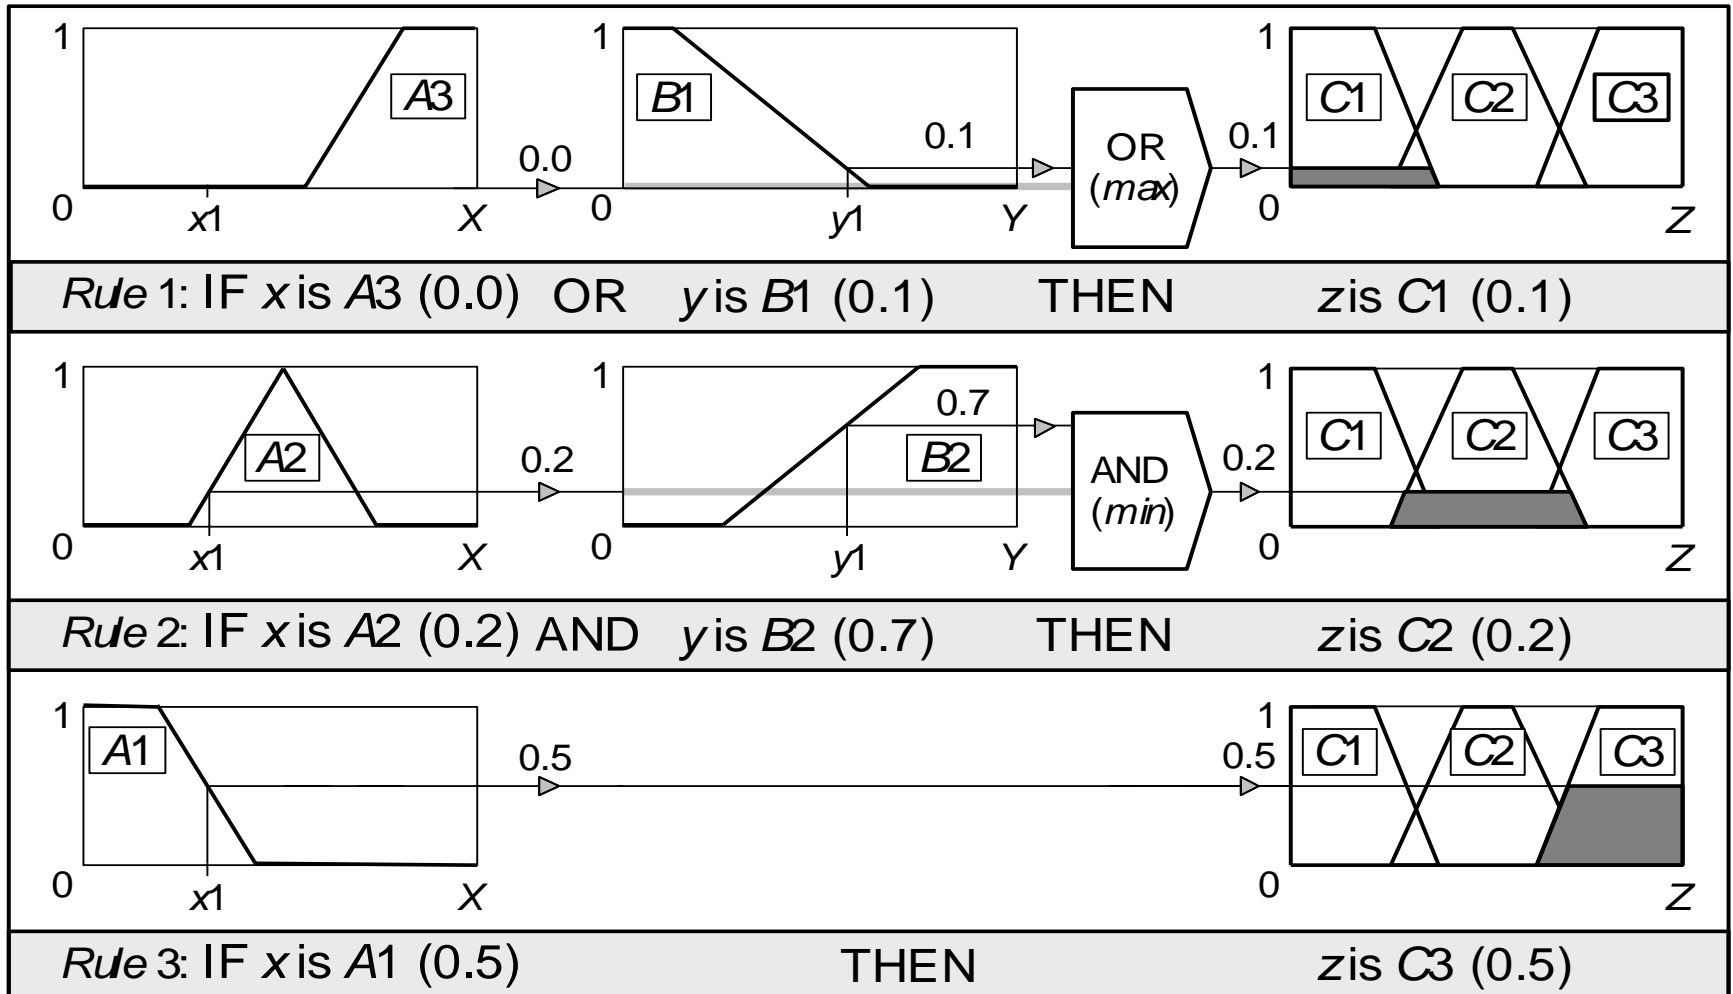 1 A3 0 x1 X 0.0 1 B1 0.1 0 y1 Y OR (max) 0.1 1 C1 C2 C3 0 Z
Rule 1: IF x is A3 (0.0) OR y is B1 (0.1) THEN z is C1 (0.1)
1 A2 0 x1 X 0.2 1 0.7 B2 0 y1 Y AND (min) 0.2 1 C1 C2 C3 0 Z
Rule 2: IF x is A2 (0.2) AND y is B2 (0.7) THEN z is C2 (0.2)
1 A1 0 x1 X 0.5 1 0.5 C1 C2 C3 0 Z
Rule 3: IF x is A1 (0.5) THEN z is C3 (0.5)